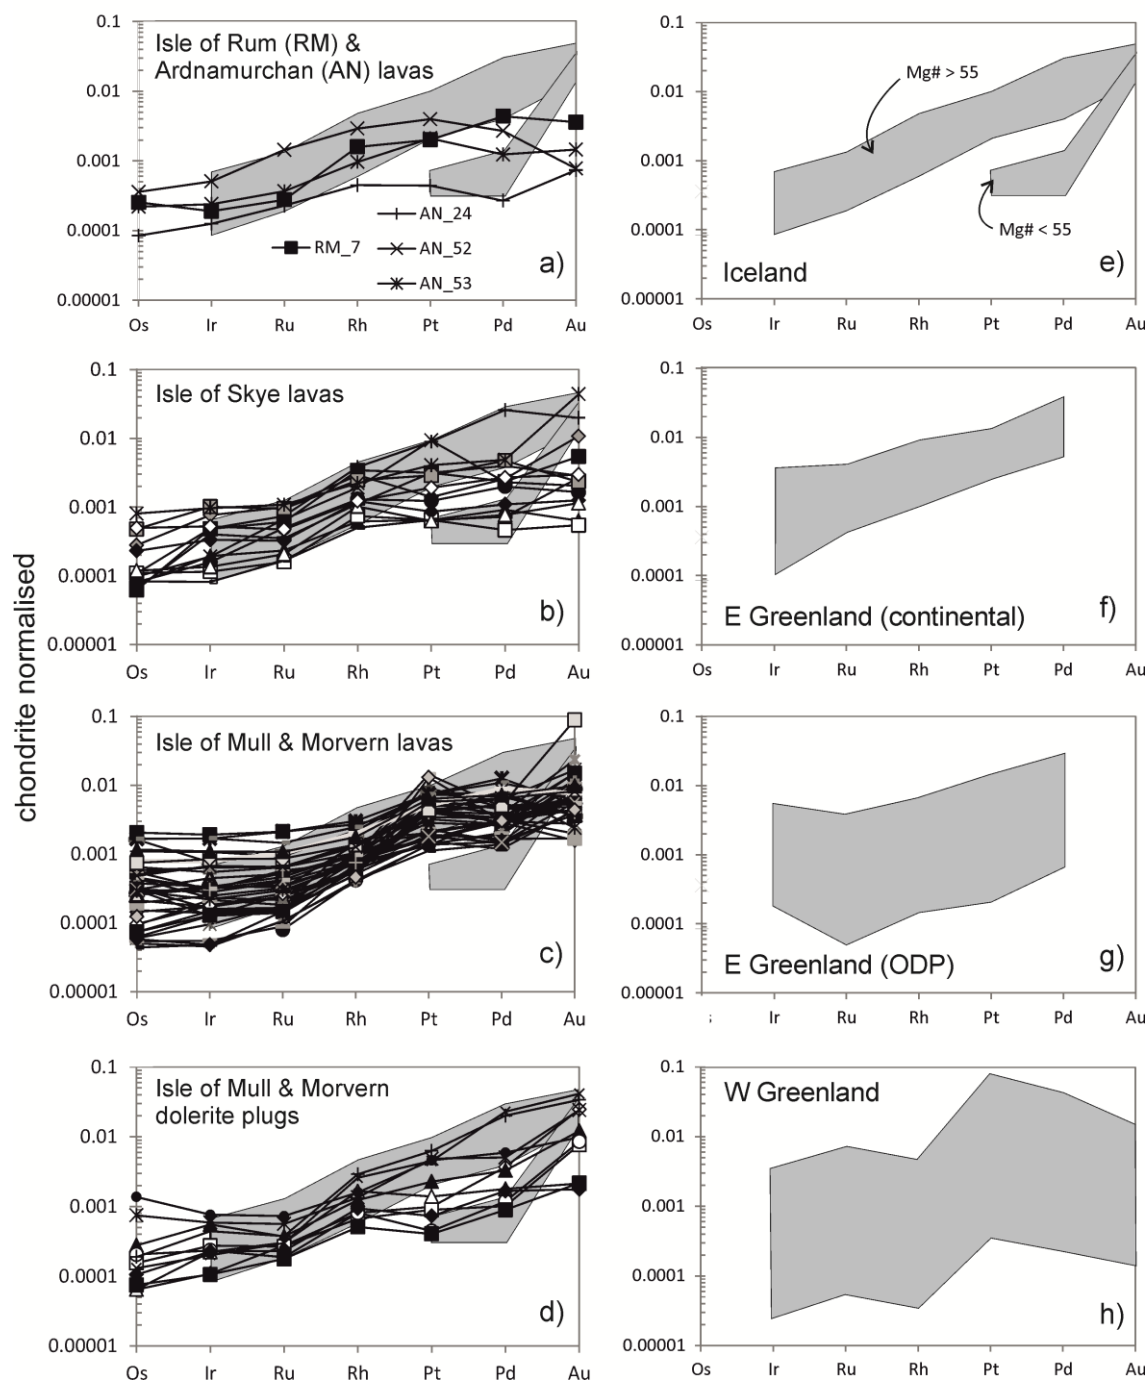 chondrite normalised
0.1
0.01
0.001
0.0001
0.00001
Isle of Rum (RM) &
Ardnamurchan (AN) lavas
AN_24
RM_7
AN_52
AN_53
a)
Os Ir Ru Rh Pt Pd Au
0.1
0.01
0.001
0.0001
0.00001
Mg# > 55
Mg# < 55
Iceland
e)
Os Ir Ru Rh Pt Pd Au
0.1
0.01
0.001
0.0001
0.00001
Isle of Skye lavas
b)
Os Ir Ru Rh Pt Pd Au
0.1
0.01
0.001
0.0001
0.00001
E Greenland (continental)
f)
Os Ir Ru Rh Pt Pd Au
0.1
0.01
0.001
0.0001
0.00001
Isle of Mull & Morvern lavas
c)
Os Ir Ru Rh Pt Pd Au
0.1
0.01
0.001
0.0001
0.00001
E Greenland (ODP)
g)
Ir Ru Rh Pt Pd Au
0.1
0.01
0.001
0.0001
0.00001
Isle of Mull & Morvern
dolerite plugs
d)
Os Ir Ru Rh Pt Pd Au
0.1
0.01
0.001
0.0001
0.00001
W Greenland
h)
Os Ir Ru Rh Pt Pd Au